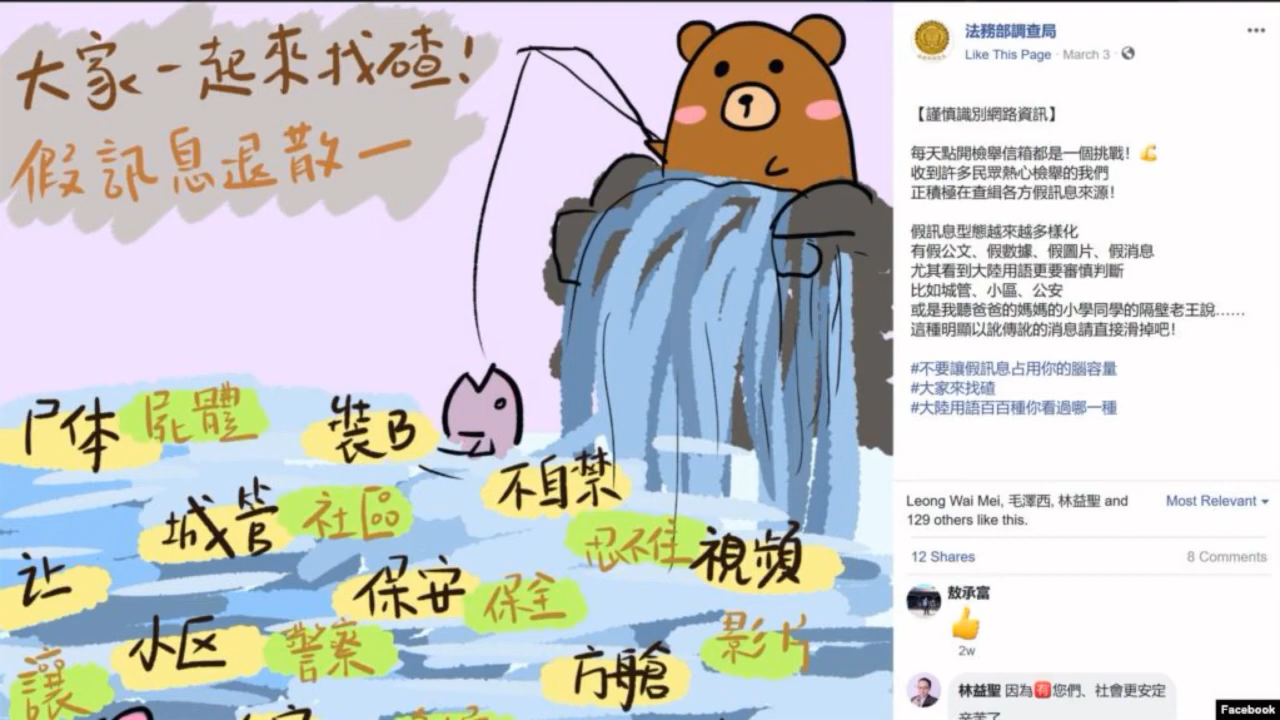 大家一起來找碴!
假訊息退散一
尸体 屍體
裝B
不自禁
城管 社區
忍不住 視頻
让
保安 保全
小区 警察
影片
方艙
讓
法務部調查局
Like This Page · March 3 ·
【謹慎識別網路資訊】
每天點開檢舉信箱都是一個挑戰!💪
收到許多民眾熱心檢舉的我們
正積極在查緝各方假訊息來源!
假訊息型態越來越多樣化
有假公文、假數據、假圖片、假消息
尤其看到大陸用語更要審慎判斷
比如城管、小區、公安
或是我聽爸爸的媽媽的小學同學的隔壁老王說……
這種明顯以訛傳訛的消息請直接滑掉吧!
#不要讓假訊息占用你的腦容量
#大家來找碴
#大陸用語百百種你看過哪一種
Leong Wai Mei, 毛澤西, 林益聖 and
129 others like this.
Most Relevant
12 Shares
8 Comments
敖承富
👍
2w
林益聖 因為🈶您們、社會更安定
辛苦了
Facebook